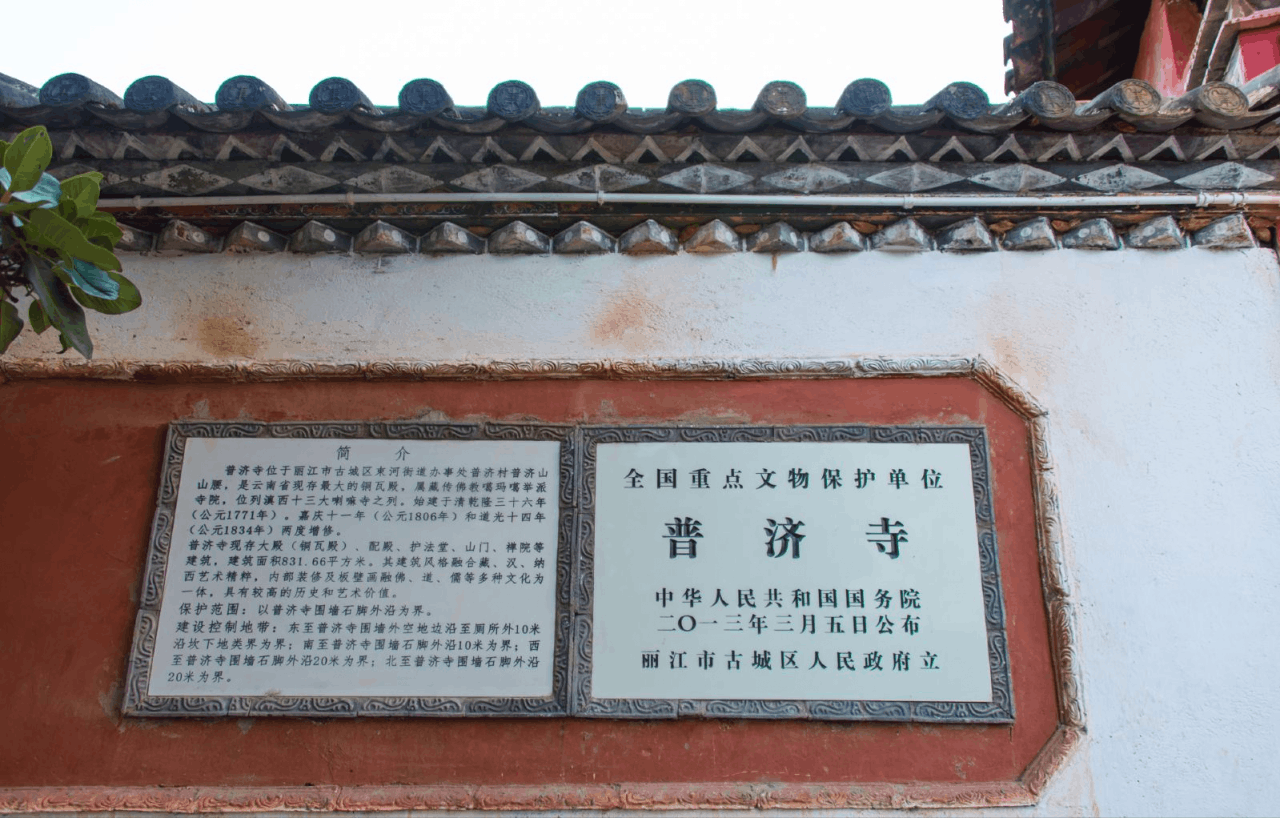 简 介
普济寺位于丽江市古城区束河街道办事处普济村普济山
山腰，是云南省现存最大的铜瓦殿，属藏传佛教噶玛噶举派
寺院，位列滇西十三大喇嘛寺之列。始建于清乾隆三十六年
（公元1771年）。嘉庆十一年（公元1806年）和道光十四年
（公元1834年）两度增修。
普济寺现存大殿（铜瓦殿）、配殿、护法堂、山门、禅院等
建筑，建筑面积831.66平方米。其建筑风格融合藏、汉、纳
西艺术精粹，内部装修及板壁画融佛、道、儒等多种文化为
一体，具有较高的历史和艺术价值。
保护范围：以普济寺围墙石脚外沿为界。
建设控制地带：东至普济寺围墙外空地边沿至厕所外10米
沿坎下地类界为界；南至普济寺围墙石脚外沿10米为界；西
至普济寺围墙石脚外沿20米为界；北至普济寺围墙石脚外沿
20米为界。
全国重点文物保护单位
普济寺
中华人民共和国国务院
二〇一三年三月五日公布
丽江市古城区人民政府立